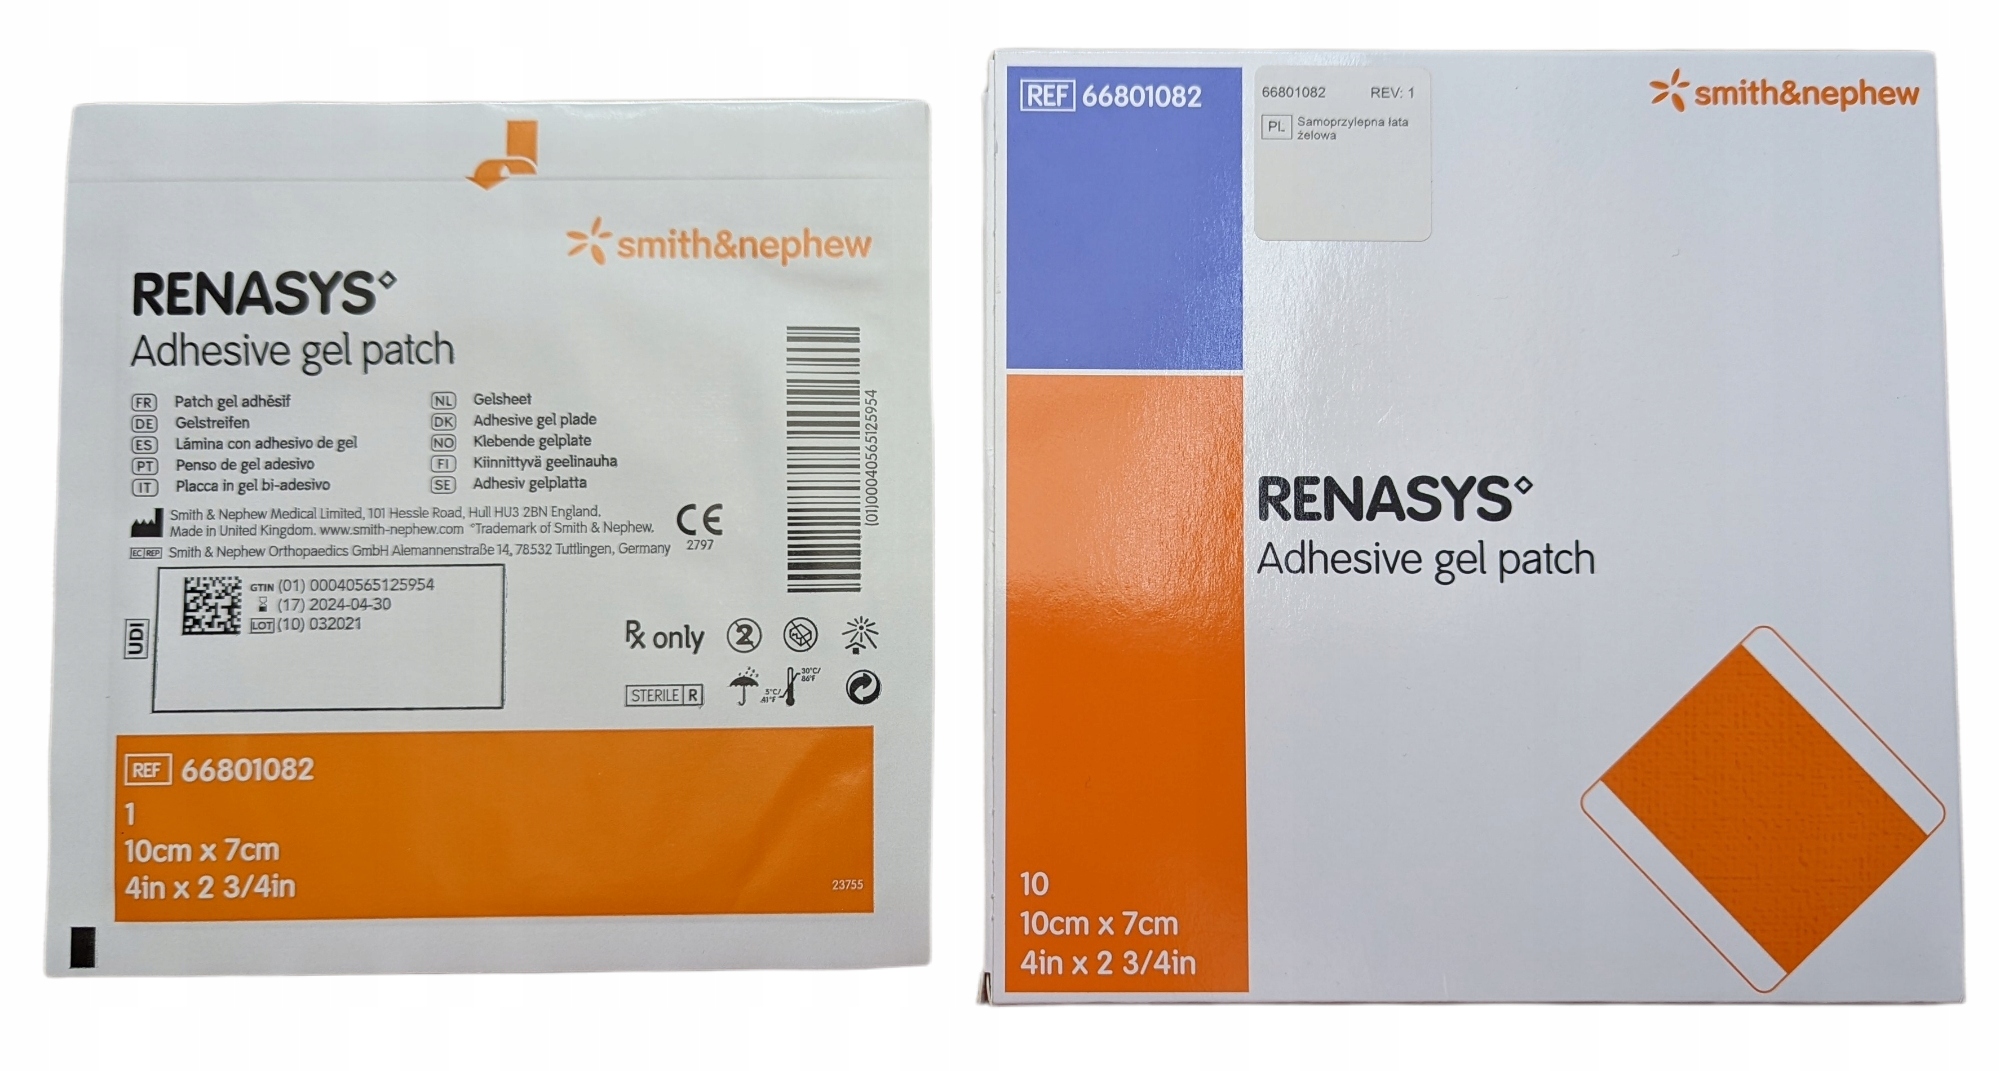 smith&nephew
RENASYS◇
Adhesive gel patch
FR Patch gel adhésif
DE Gelstreifen
ES Lámina con adhesivo de gel
PT Penso de gel adesivo
IT Placca in gel bi-adesivo
NL Gelsheet
DK Adhesive gel plade
NO Klebende gelplate
FI Kiinnittyvä geelinauha
SE Adhesiv gelplatta
(01)00040565125954
Smith & Nephew Medical Limited, 101 Hessle Road, Hull HU3 2BN England.
Made in United Kingdom. www.smith-nephew.com ◇Trademark of Smith & Nephew.
EC REP Smith & Nephew Orthopaedics GmbH Alemannenstraße 14, 78532 Tuttlingen, Germany
CE
2797
UDI
GTIN (01) 00040565125954
(17) 2024-04-30
LOT (10) 032021
Rx only
2
STERILE R
5°C/
41°F
30°C/
86°F
REF 66801082
1
10cm x 7cm
4in x 2 3/4in
23755
REF 66801082
66801082 REV: 1
PL Samoprzylepna łata
żelowa
smith&nephew
RENASYS◇
Adhesive gel patch
10
10cm x 7cm
4in x 2 3/4in